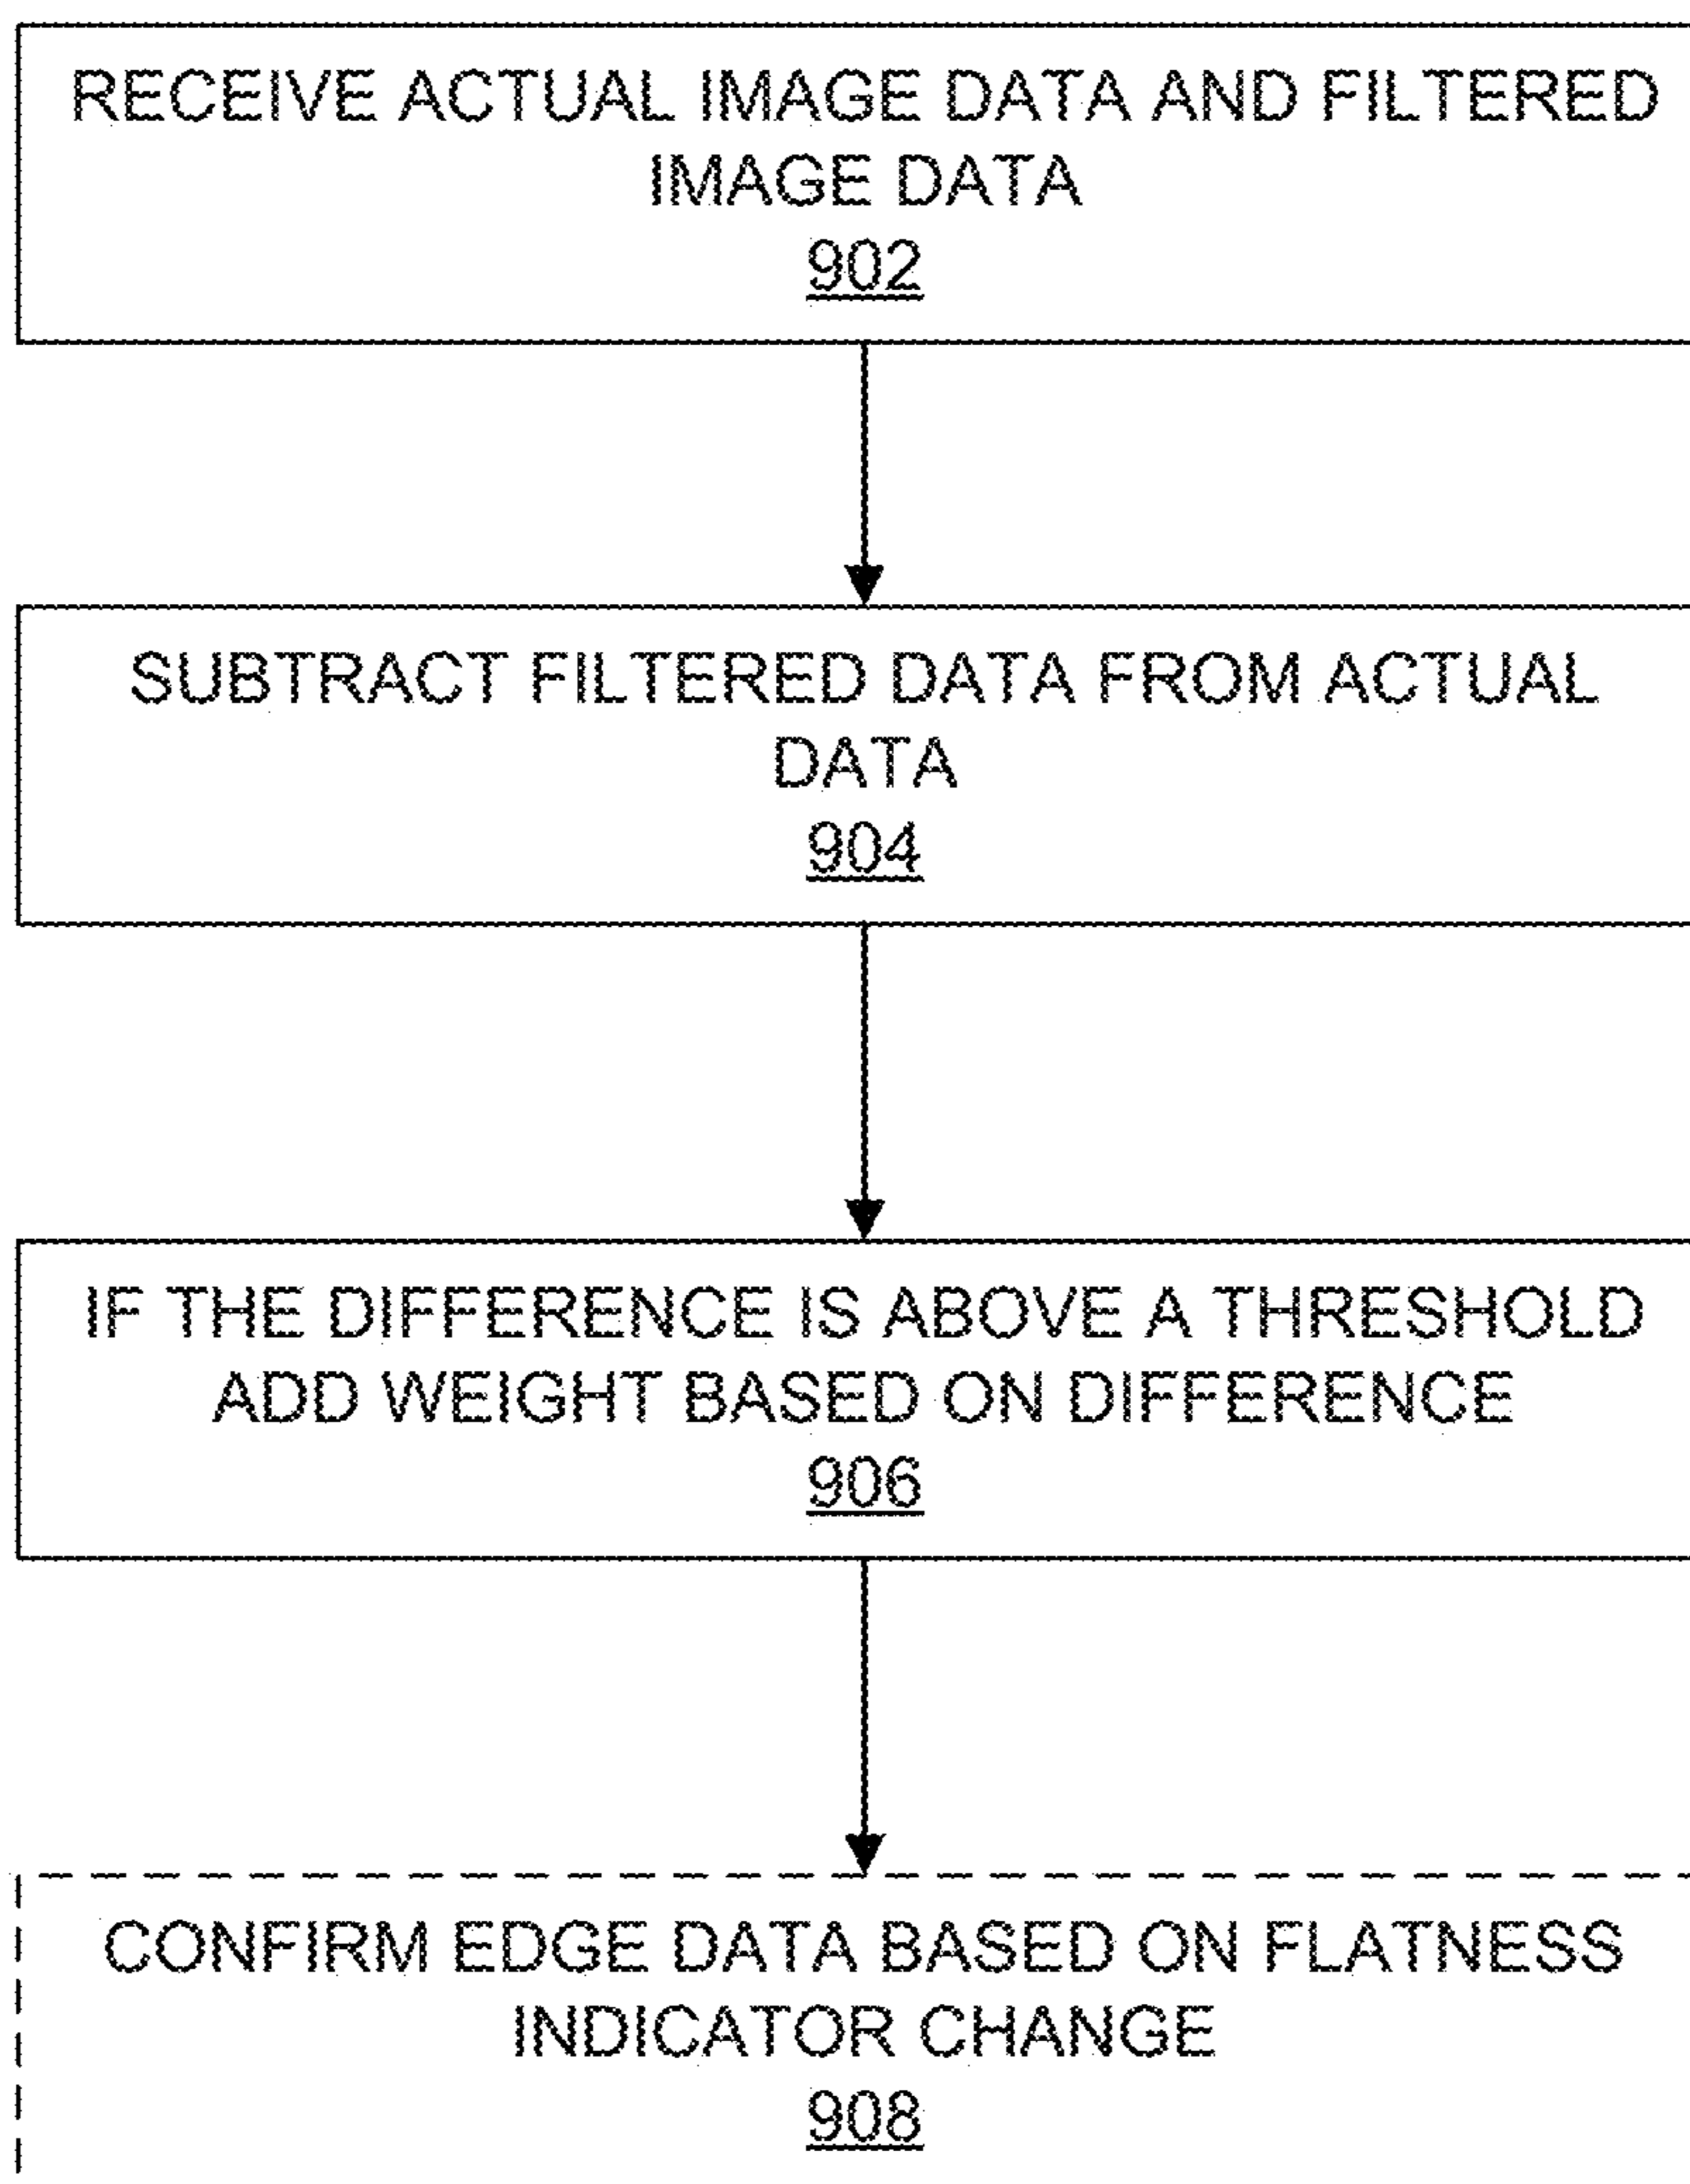 RECEIVE ACTUAL IMAGE DATA AND FILTERED
IMAGE DATA
902
SUBTRACT FILTERED DATA FROM ACTUAL
DATA
904
IF THE DIFFERENCE IS ABOVE A THRESHOLD
ADD WEIGHT BASED ON DIFFERENCE
906
CONFIRM EDGE DATA BASED ON FLATNESS
INDICATOR CHANGE
908